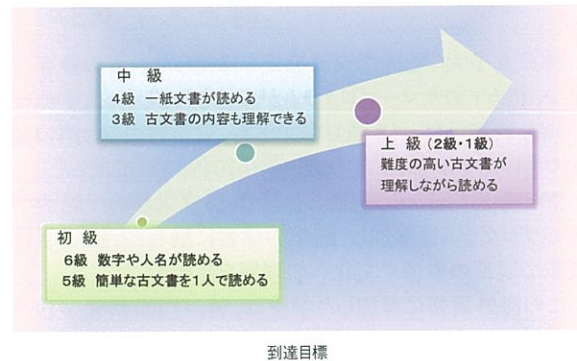 中 級
4級 一紙文書が読める
3級 古文書の内容も理解できる
上 級（2級・1級）
難度の高い古文書が
理解しながら読める
初 級
6級 数字や人名が読める
5級 簡単な古文書を1人で読める
到達目標